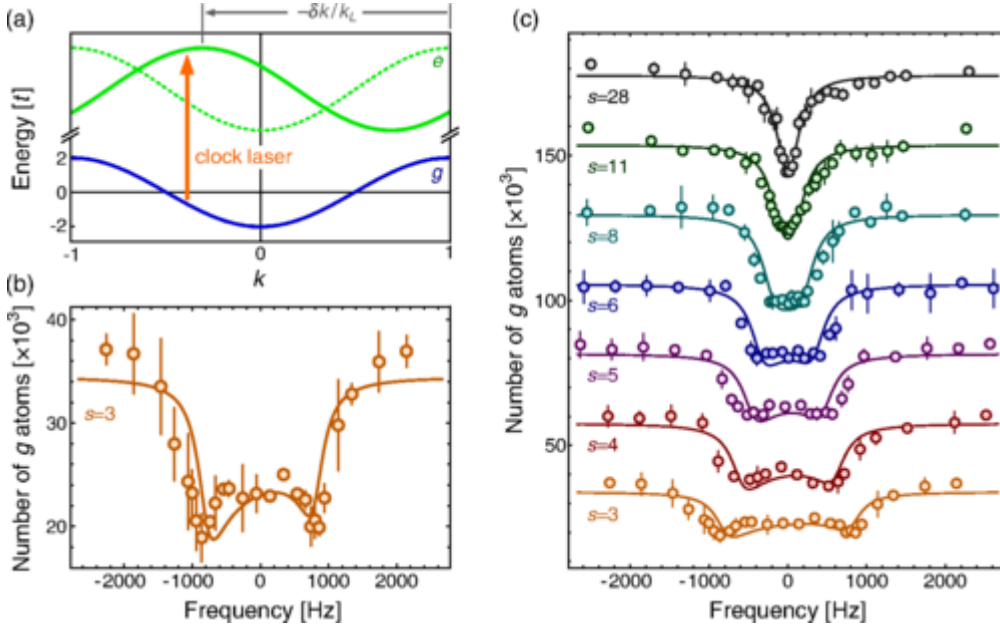 (a)
−δk/k_L
Energy [t]
2
0
-2
e
clock laser
g
-1
0
1
k
(b)
Number of g atoms [×10³]
40
30
20
s=3
-2000
-1000
0
1000
2000
Frequency [Hz]
(c)
Number of g atoms [×10³]
150
100
50
s=28
s=11
s=8
s=6
s=5
s=4
s=3
-2000
-1000
0
1000
2000
Frequency [Hz]